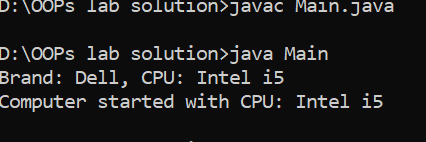 D:\OOPs lab solution>javac Main.java
D:\OOPs lab solution>java Main
Brand: Dell, CPU: Intel i5
Computer started with CPU: Intel i5